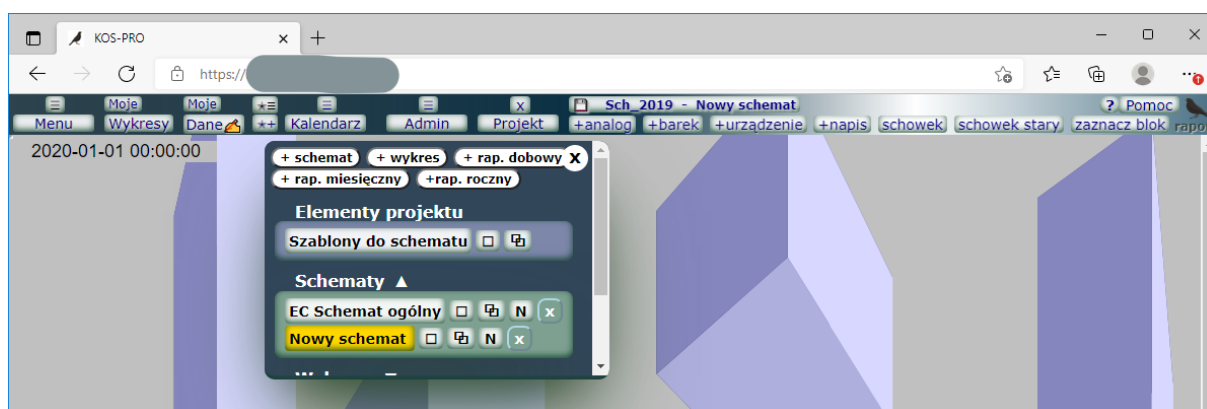 KOS-PRO
https://
Moje Moje x Sch_2019 - Nowy schemat ? Pomoc
Menu Wykresy Dane Kalendarz Admin Projekt +analog +barek +urządzenie +napis schowek schowek stary zaznacz blok
2020-01-01 00:00:00
+ schemat + wykres + rap. dobowy X
+ rap. miesięczny +rap. roczny
Elementy projektu
Szablony do schematu
Schematy ▲
EC Schemat ogólny N x
Nowy schemat N x